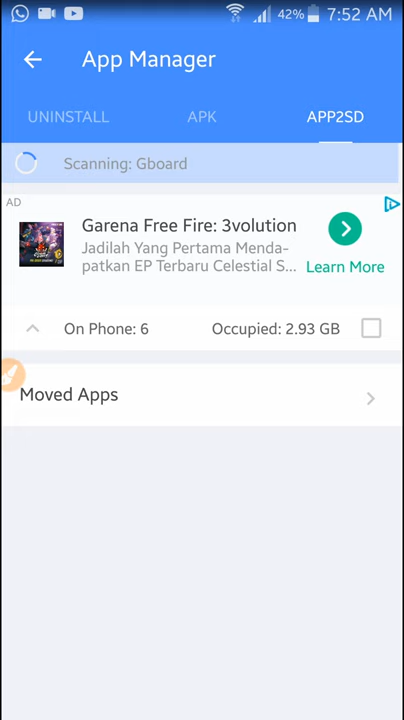 42% 7:52 AM
App Manager
UNINSTALL APK APP2SD
Scanning: Gboard
AD
Garena Free Fire: 3volution
Jadilah Yang Pertama Menda-
patkan EP Terbaru Celestial S...
Learn More
On Phone: 6 Occupied: 2.93 GB
Moved Apps